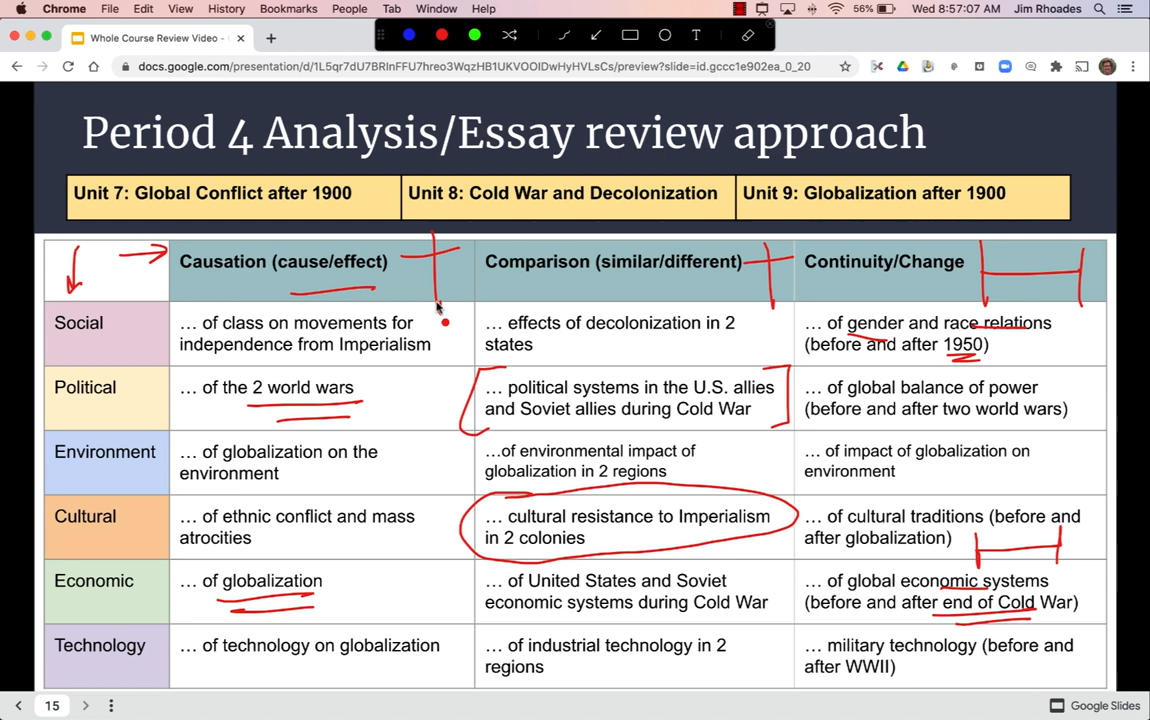 Chrome File Edit View History Bookmarks People Tab Window Help 56% Wed 8:57:07 AM Jim Rhoades
Whole Course Review Video -
docs.google.com/presentation/d/1L5qr7dU7BRInFFU7hreo3WqzHB1UKVOOIDwHyHVLsCs/preview?slide=id.gccc1e902ea_0_20
Period 4 Analysis/Essay review approach
Unit 7: Global Conflict after 1900 Unit 8: Cold War and Decolonization Unit 9: Globalization after 1900
Causation (cause/effect) Comparison (similar/different) Continuity/Change
Social
... of class on movements for
independence from Imperialism
... effects of decolonization in 2
states
... of gender and race relations
(before and after 1950)
Political
... of the 2 world wars
... political systems in the U.S. allies
and Soviet allies during Cold War
... of global balance of power
(before and after two world wars)
Environment
... of globalization on the
environment
...of environmental impact of
globalization in 2 regions
... of impact of globalization on
environment
Cultural
... of ethnic conflict and mass
atrocities
... cultural resistance to Imperialism
in 2 colonies
... of cultural traditions (before and
after globalization)
Economic
... of globalization
... of United States and Soviet
economic systems during Cold War
... of global economic systems
(before and after end of Cold War)
Technology
... of technology on globalization
... of industrial technology in 2
regions
... military technology (before and
after WWII)
15
Google Slides